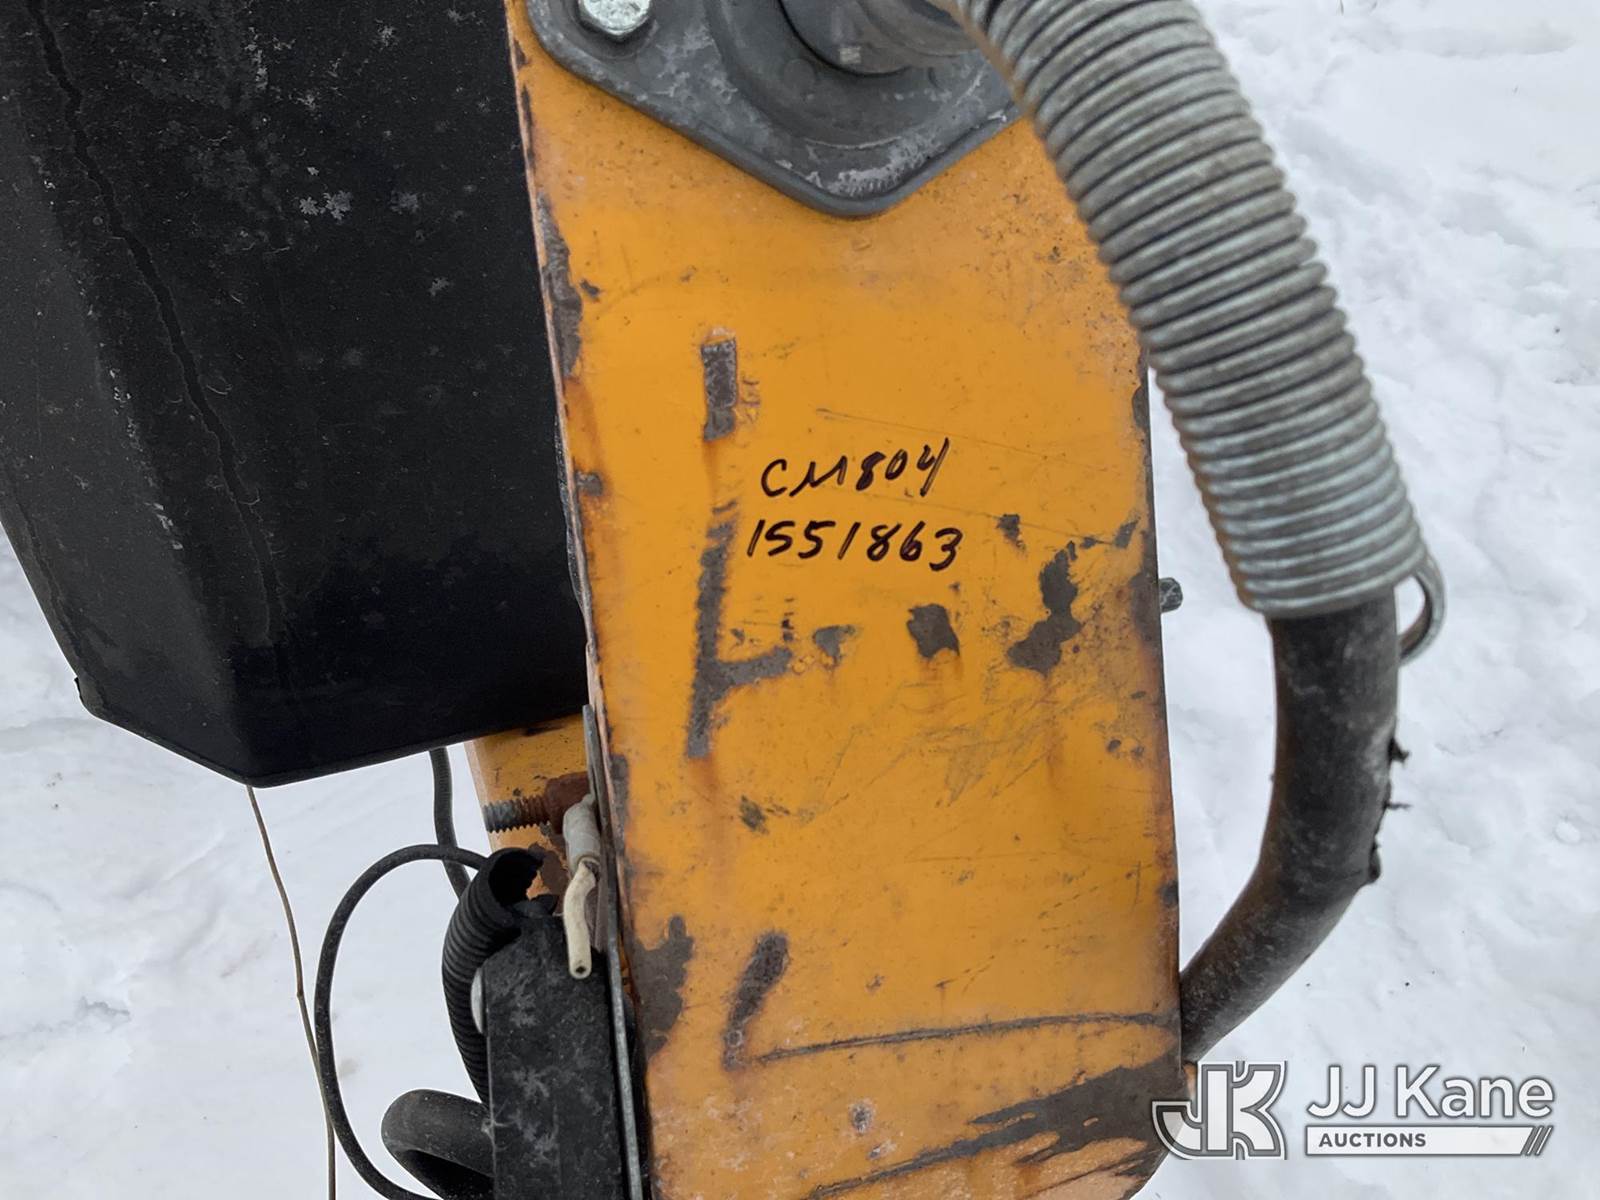 CM804
1551863
JJ Kane
AUCTIONS